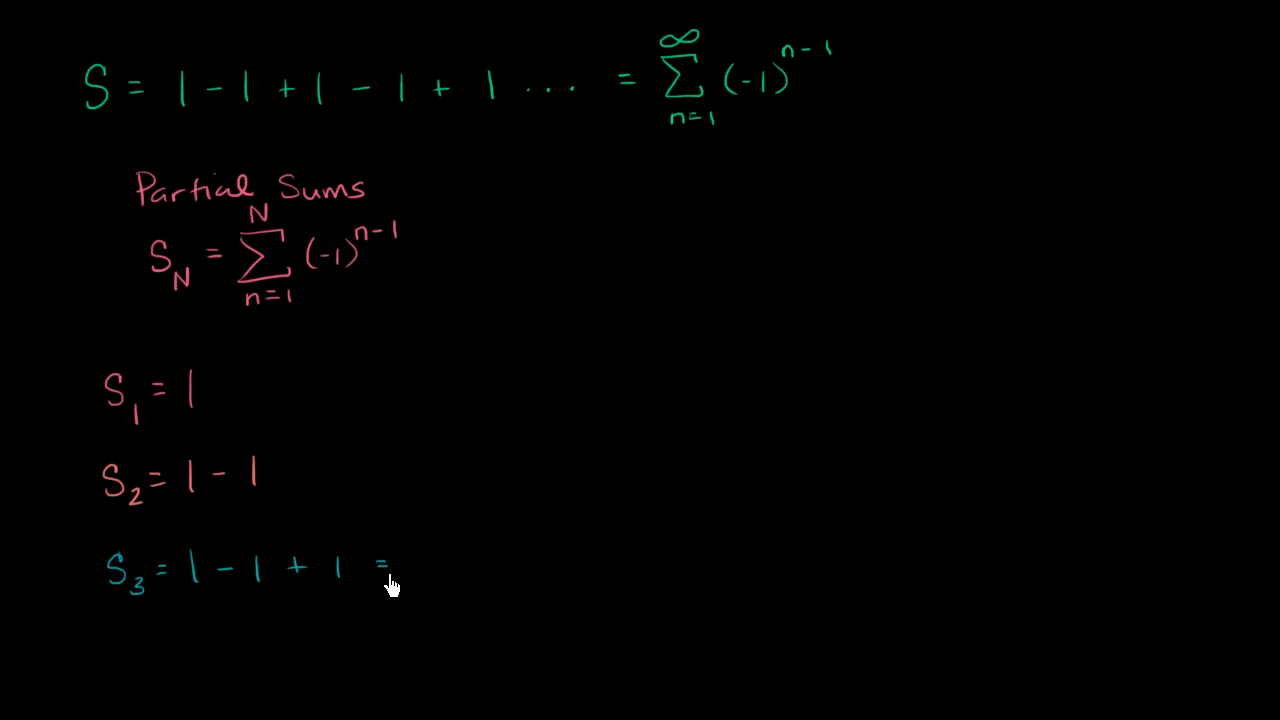 S = 1 - 1 + 1 - 1 + 1 ... = ∑_{n=1}^{∞} (-1)^{n-1}
Partial Sums
S_N = ∑_{n=1}^{N} (-1)^{n-1}
S_1 = 1
S_2 = 1 - 1
S_3 = 1 - 1 + 1 =